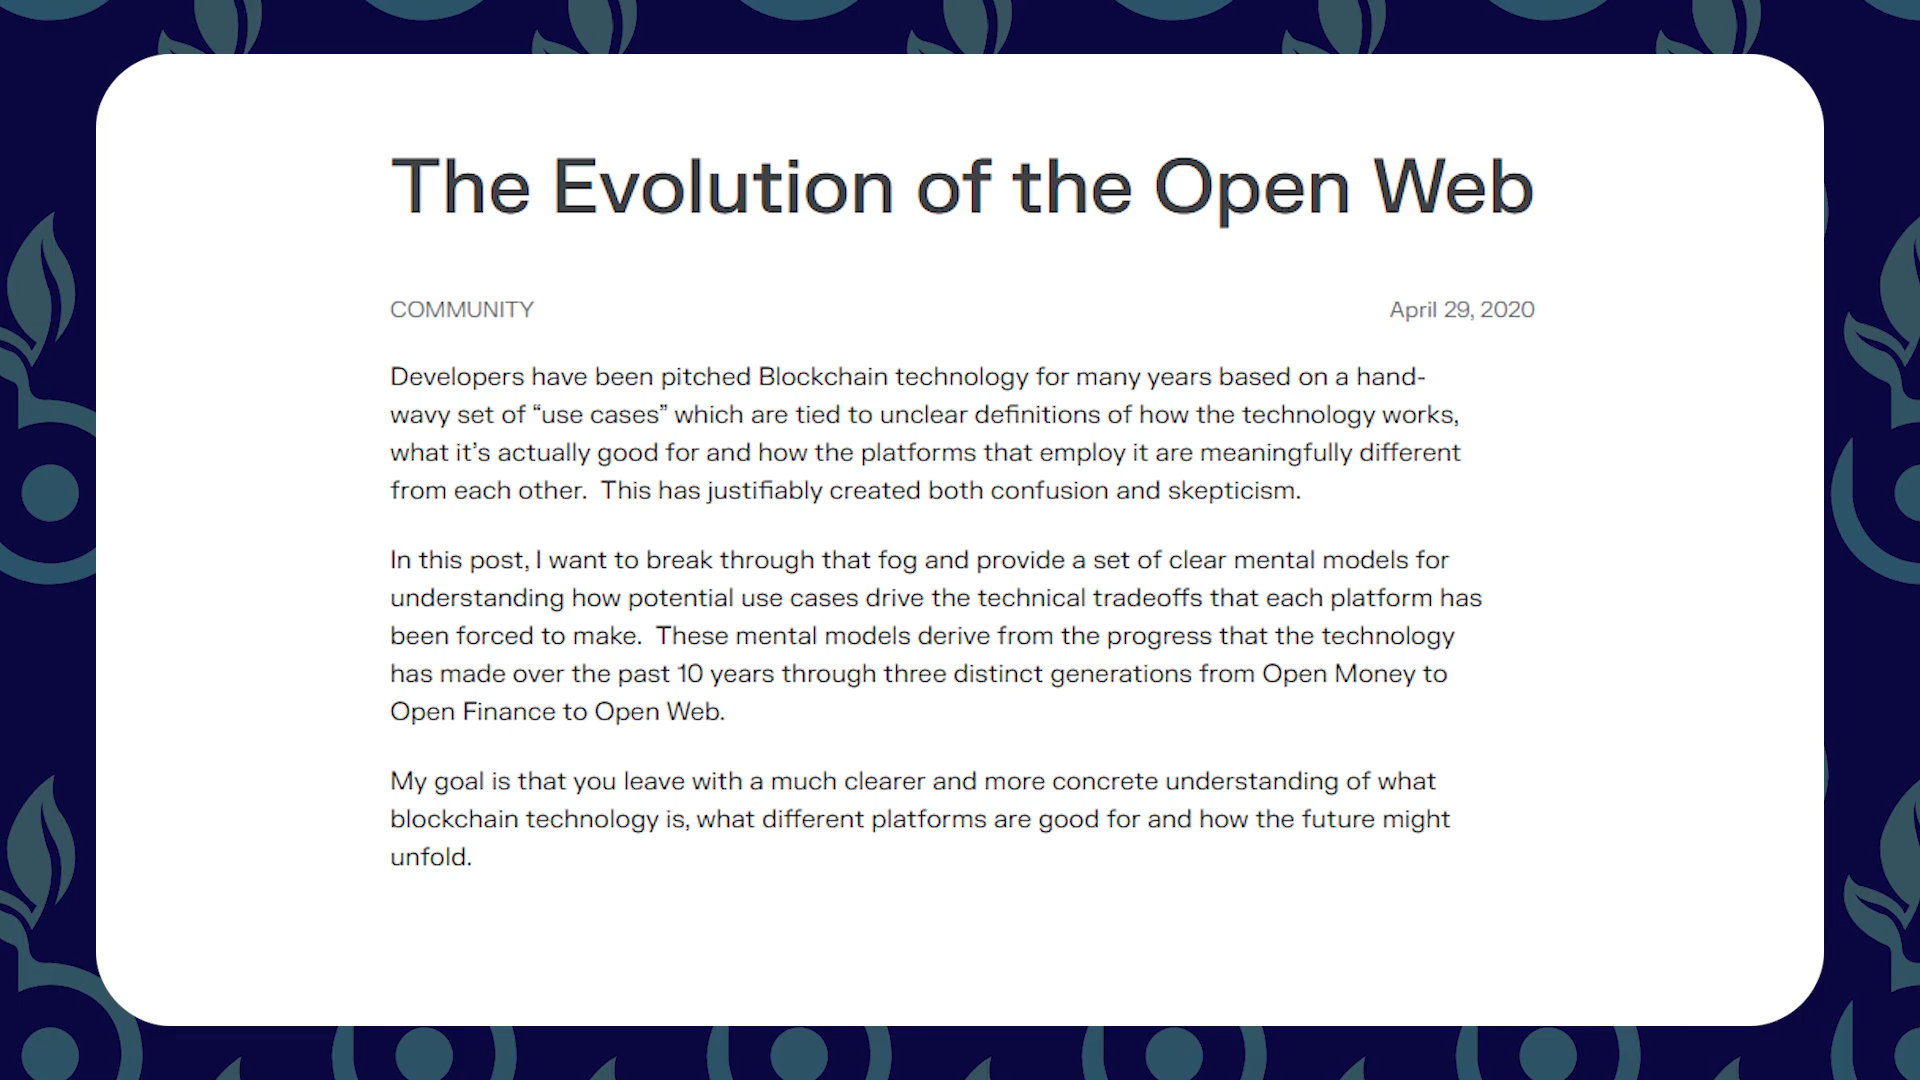 The Evolution of the Open Web
COMMUNITY
April 29, 2020
Developers have been pitched Blockchain technology for many years based on a hand-
wavy set of “use cases” which are tied to unclear definitions of how the technology works,
what it’s actually good for and how the platforms that employ it are meaningfully different
from each other.  This has justifiably created both confusion and skepticism.
In this post, I want to break through that fog and provide a set of clear mental models for
understanding how potential use cases drive the technical tradeoffs that each platform has
been forced to make.  These mental models derive from the progress that the technology
has made over the past 10 years through three distinct generations from Open Money to
Open Finance to Open Web.
My goal is that you leave with a much clearer and more concrete understanding of what
blockchain technology is, what different platforms are good for and how the future might
unfold.